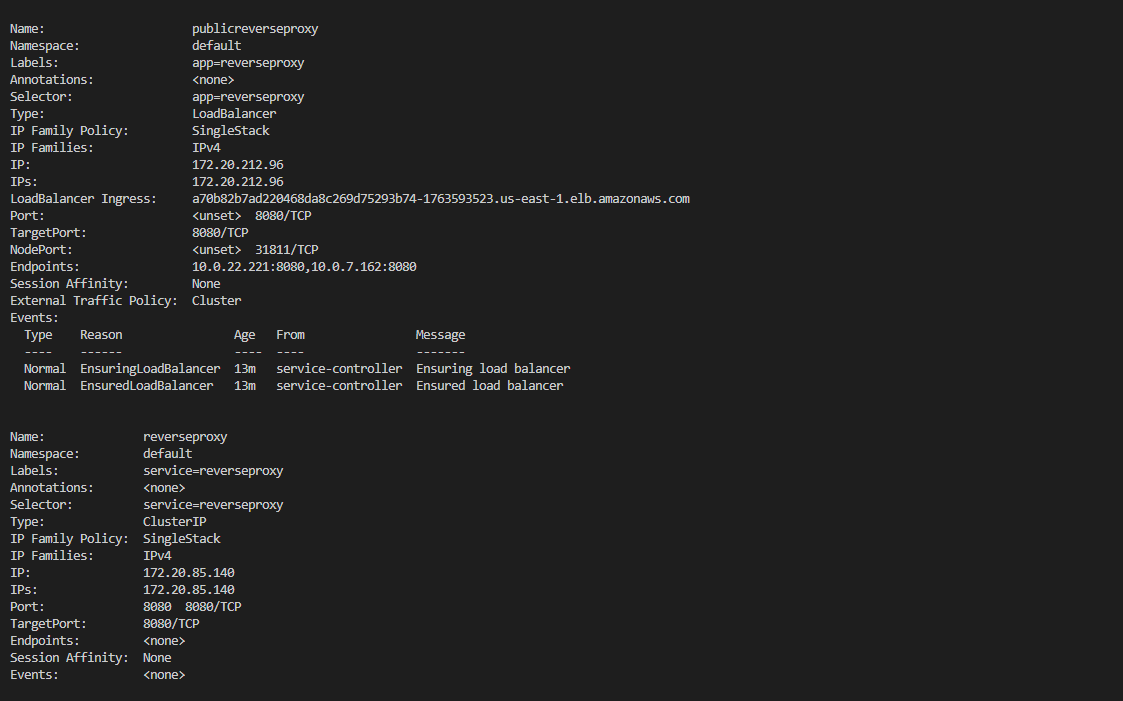 Name:                     publicreverseproxy
Namespace:                default
Labels:                   app=reverseproxy
Annotations:              <none>
Selector:                 app=reverseproxy
Type:                     LoadBalancer
IP Family Policy:         SingleStack
IP Families:              IPv4
IP:                       172.20.212.96
IPs:                      172.20.212.96
LoadBalancer Ingress:     a70b82b7ad220468da8c269d75293b74-1763593523.us-east-1.elb.amazonaws.com
Port:                     <unset>  8080/TCP
TargetPort:               8080/TCP
NodePort:                 <unset>  31811/TCP
Endpoints:                10.0.22.221:8080,10.0.7.162:8080
Session Affinity:         None
External Traffic Policy:  Cluster
Events:
  Type    Reason                Age   From                Message
  ----    ------                ----  ----                -------
  Normal  EnsuringLoadBalancer  13m   service-controller  Ensuring load balancer
  Normal  EnsuredLoadBalancer   13m   service-controller  Ensured load balancer
Name:              reverseproxy
Namespace:         default
Labels:            service=reverseproxy
Annotations:       <none>
Selector:          service=reverseproxy
Type:              ClusterIP
IP Family Policy:  SingleStack
IP Families:       IPv4
IP:                172.20.85.140
IPs:               172.20.85.140
Port:              8080  8080/TCP
TargetPort:        8080/TCP
Endpoints:         <none>
Session Affinity:  None
Events:            <none>